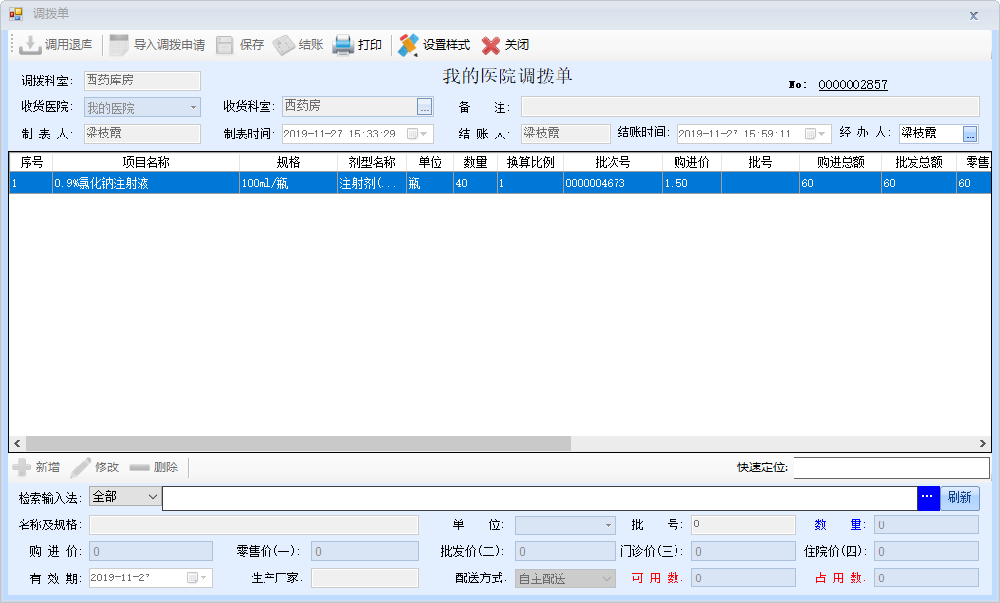 调拨单
调用退库 导入调拨申请 保存 结账 打印 设置样式 关闭
我的医院调拨单
调拨科室: 西药库房 No: 0000002857
收货医院: 我的医院 收货科室: 西药房 ... 备 注:
制 表 人: 梁枝霞 制表时间: 2019-11-27 15:33:29 结 账 人: 梁枝霞 结账时间: 2019-11-27 15:59:11 经 办 人: 梁枝霞 ...
序号 项目名称 规格 剂型名称 单位 数量 换算比例 批次号 购进价 批号 购进总额 批发总额 零售
1 0.9%氯化钠注射液 100ml/瓶 注射剂(... 瓶 40 1 0000004673 1.50 60 60 60
新增 修改 删除 快速定位:
检索输入法: 全部 ... 刷新
名称及规格: 单 位: 批 号: 0 数 量: 0
购 进 价: 0 零售价(一): 0 批发价(二): 0 门诊价(三): 0 住院价(四): 0
有 效 期: 2019-11-27 生产厂家: 配送方式: 自主配送 可 用 数: 0 占 用 数: 0